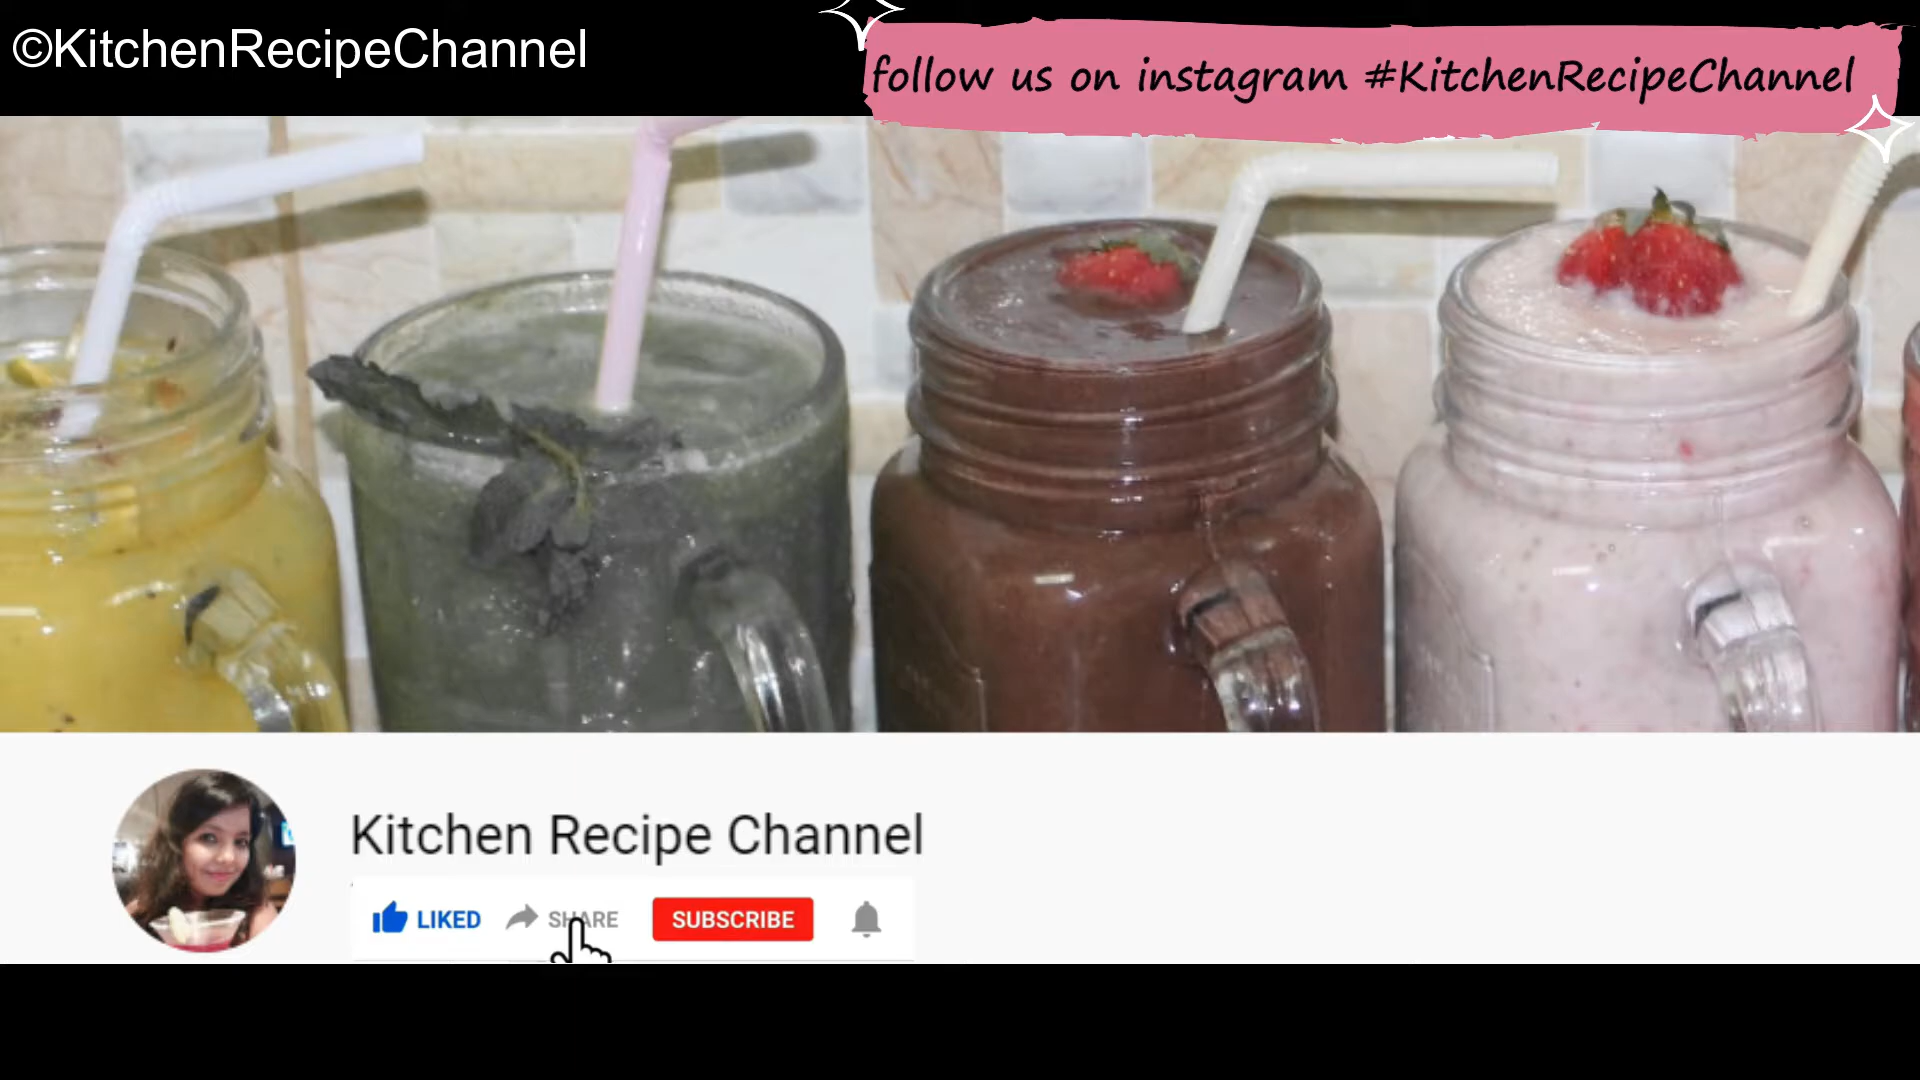 ©KitchenRecipeChannel
follow us on instagram #KitchenRecipeChannel
Kitchen Recipe Channel
LIKED SHARE SUBSCRIBE